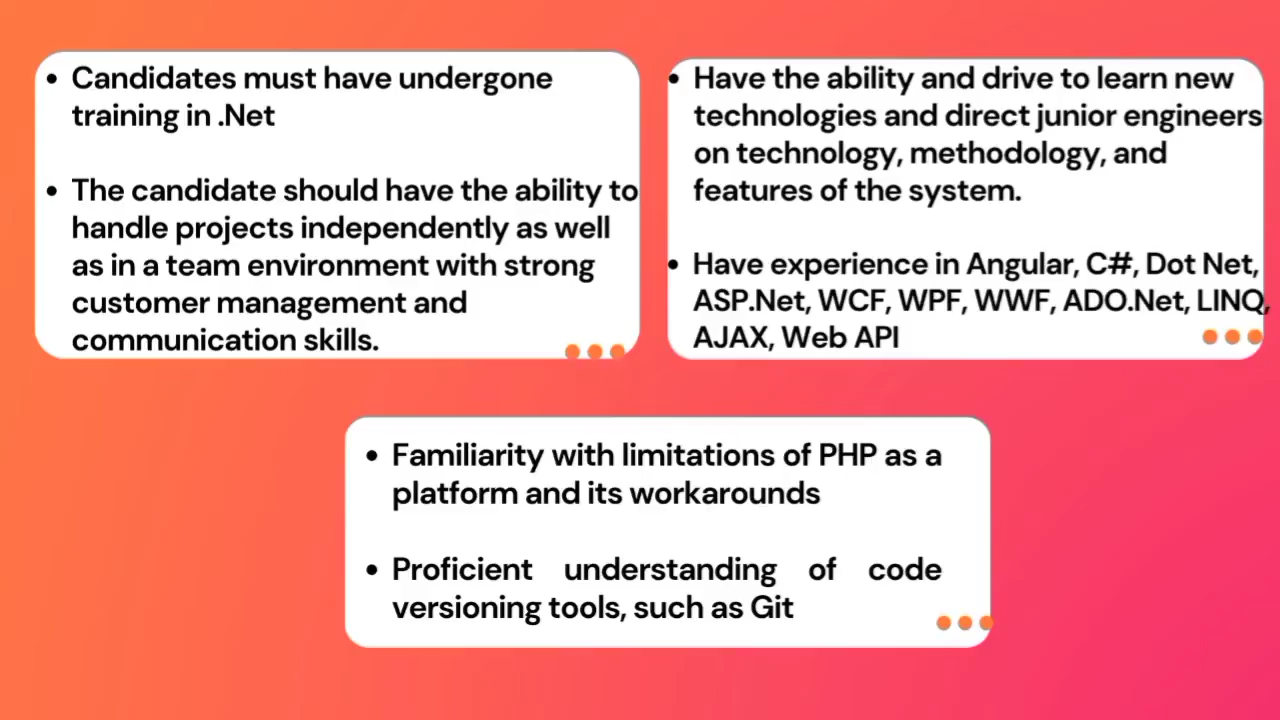 • Candidates must have undergone
training in .Net
• The candidate should have the ability to
handle projects independently as well
as in a team environment with strong
customer management and
communication skills.
• Have the ability and drive to learn new
technologies and direct junior engineers
on technology, methodology, and
features of the system.
• Have experience in Angular, C#, Dot Net,
ASP.Net, WCF, WPF, WWF, ADO.Net, LINQ,
AJAX, Web API
• Familiarity with limitations of PHP as a
platform and its workarounds
• Proficient understanding of code
versioning tools, such as Git